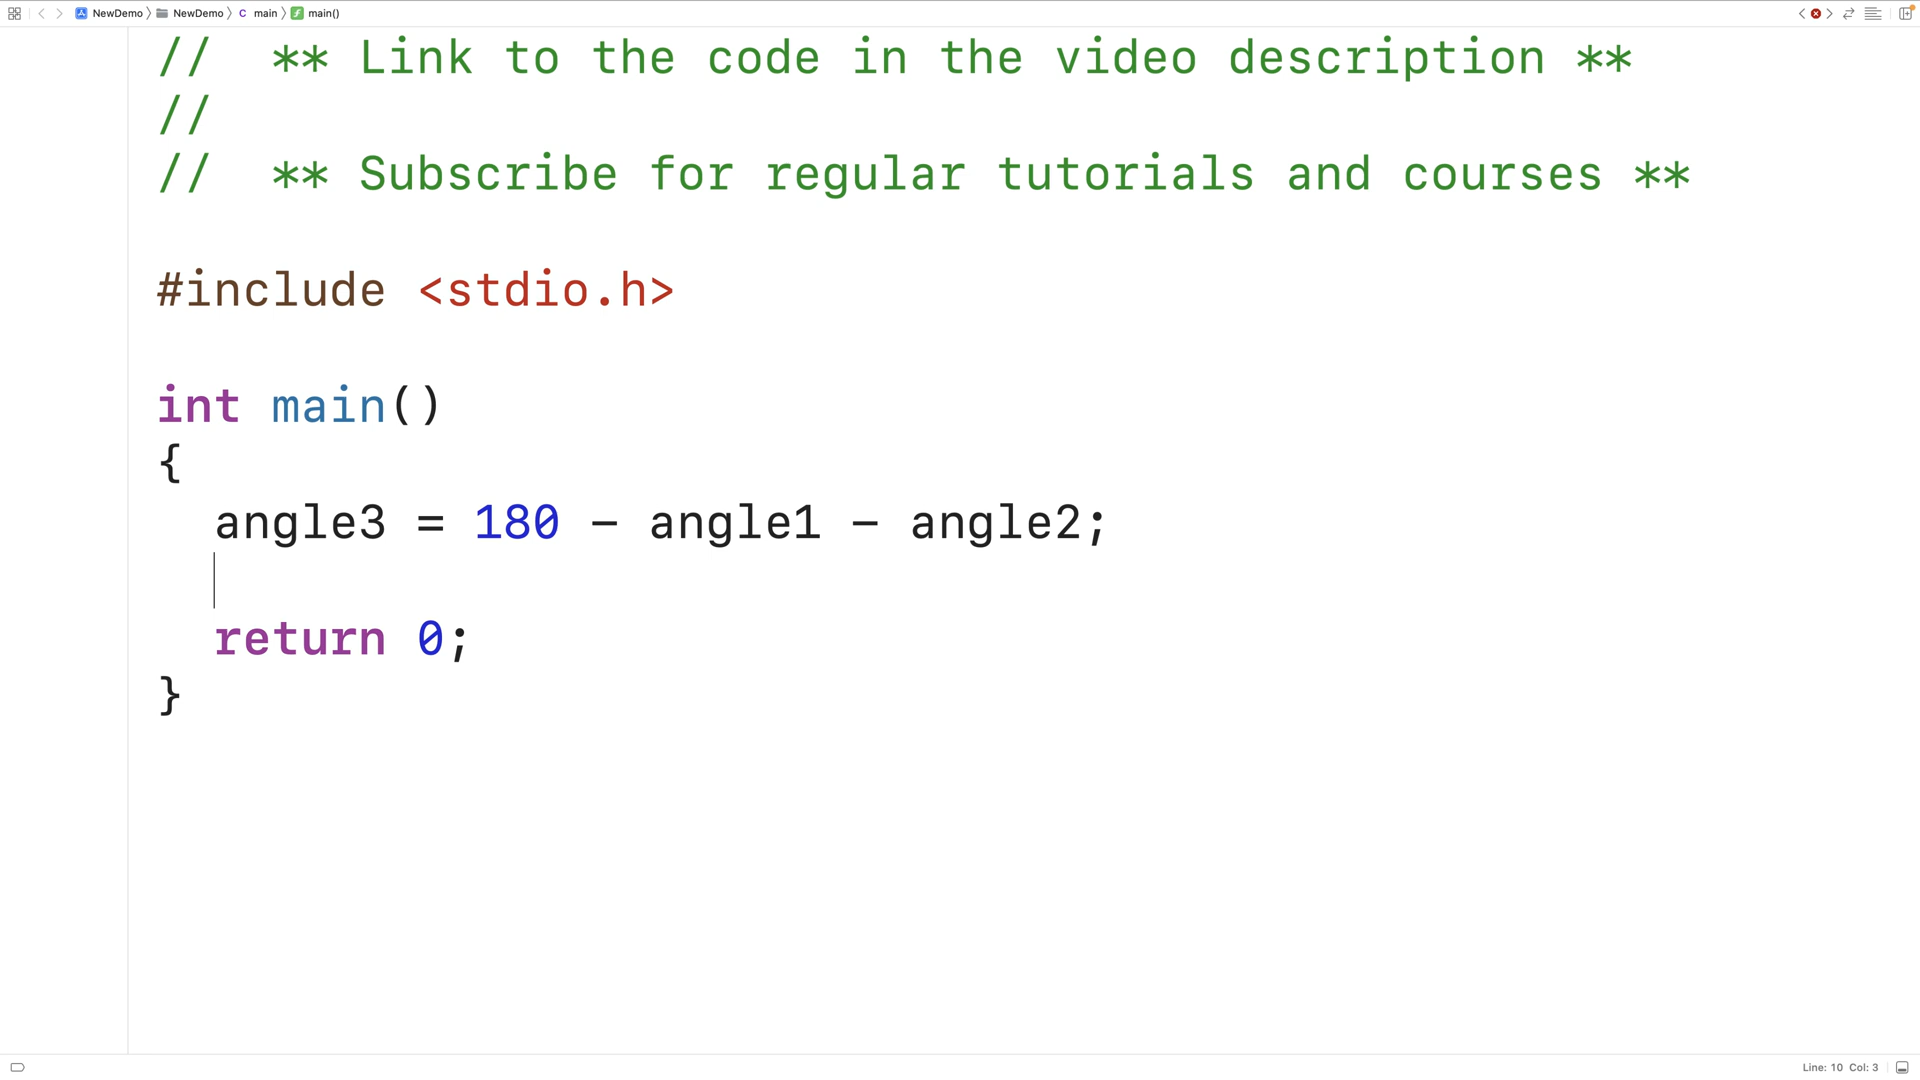 NewDemo NewDemo C main f main()
// ** Link to the code in the video description **
//
// ** Subscribe for regular tutorials and courses **
#include <stdio.h>
int main()
{
angle3 = 180 - angle1 - angle2;
return 0;
}
Line: 10 Col: 3